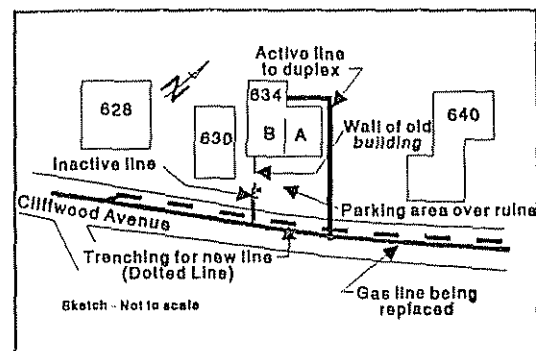 Active line
to duplex
N
628
634
640
630
B A
Wall of old
building
Inactive line
Parking area over ruins
Cliffwood Avenue
Trenching for new line
(Dotted Line)
Sketch - Not to scale
Gas line being
replaced